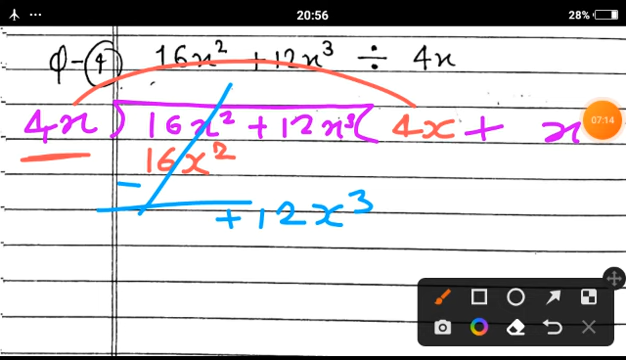 20:56
28%
Q-4 16x² + 12x³ ÷ 4x
4x ) 16x² + 12x³ ( 4x + x
07:14
16x²
-
+12x³